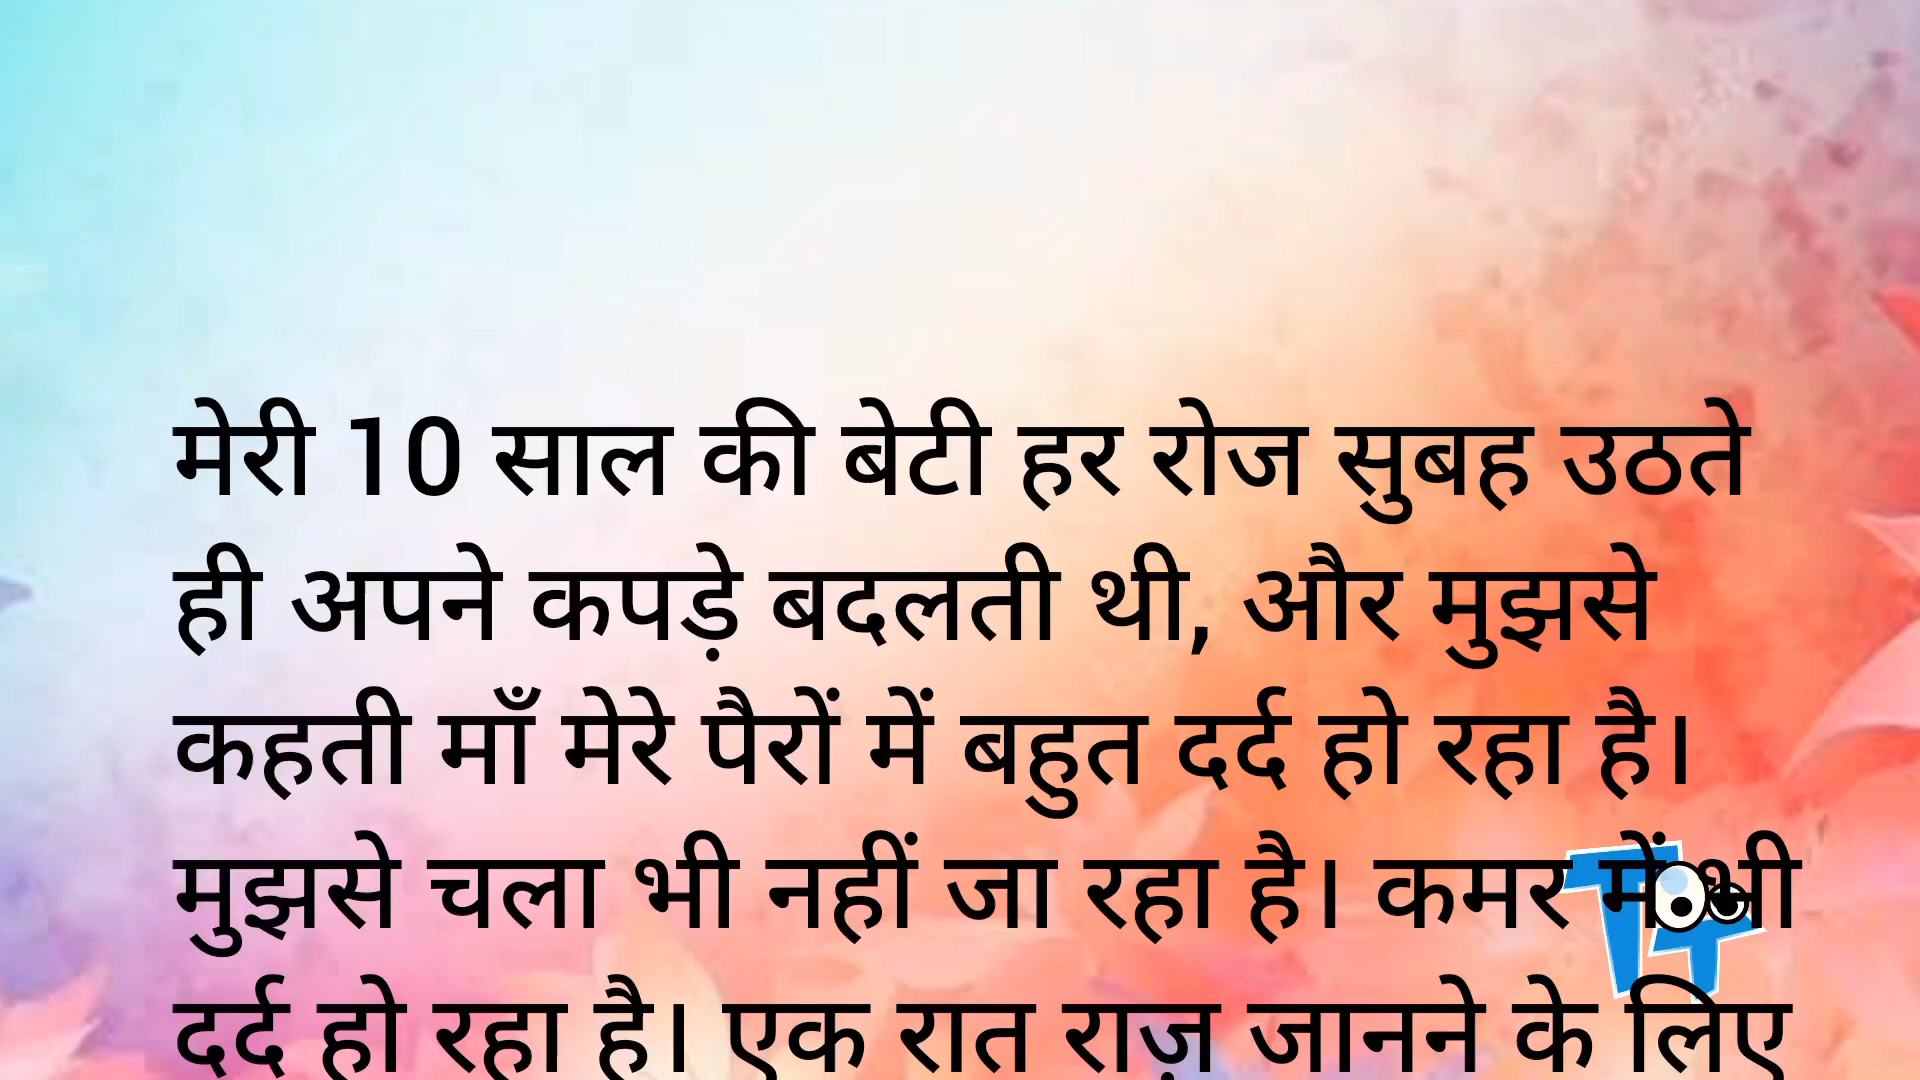 मेरी 10 साल की बेटी हर रोज सुबह उठते
ही अपने कपड़े बदलती थी, और मुझसे
कहती माँ मेरे पैरों में बहुत दर्द हो रहा है।
मुझसे चला भी नहीं जा रहा है। कमर में भी
दर्द हो रहा है। एक रात राज़ जानने के लिए